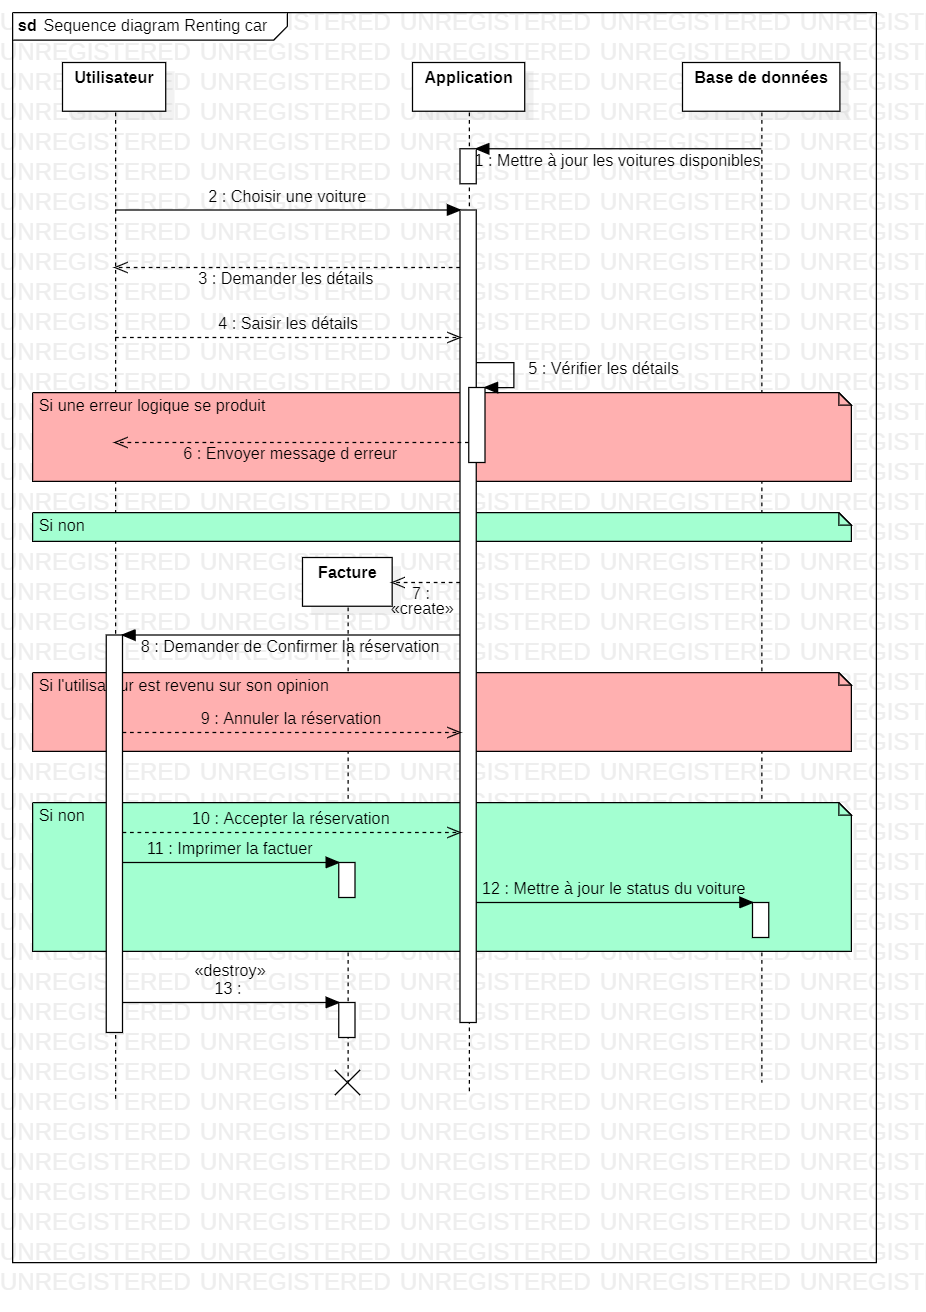 sd Sequence diagram Renting car
Utilisateur
Application
Base de données
1 : Mettre à jour les voitures disponibles
2 : Choisir une voiture
3 : Demander les détails
4 : Saisir les détails
5 : Vérifier les détails
Si une erreur logique se produit
6 : Envoyer message d erreur
Si non
Facture
7 :
«create»
8 : Demander de Confirmer la réservation
Si l'utilisateur est revenu sur son opinion
9 : Annuler la réservation
Si non
10 : Accepter la réservation
11 : Imprimer la factuer
12 : Mettre à jour le status du voiture
«destroy»
13 :
UNREGISTERED